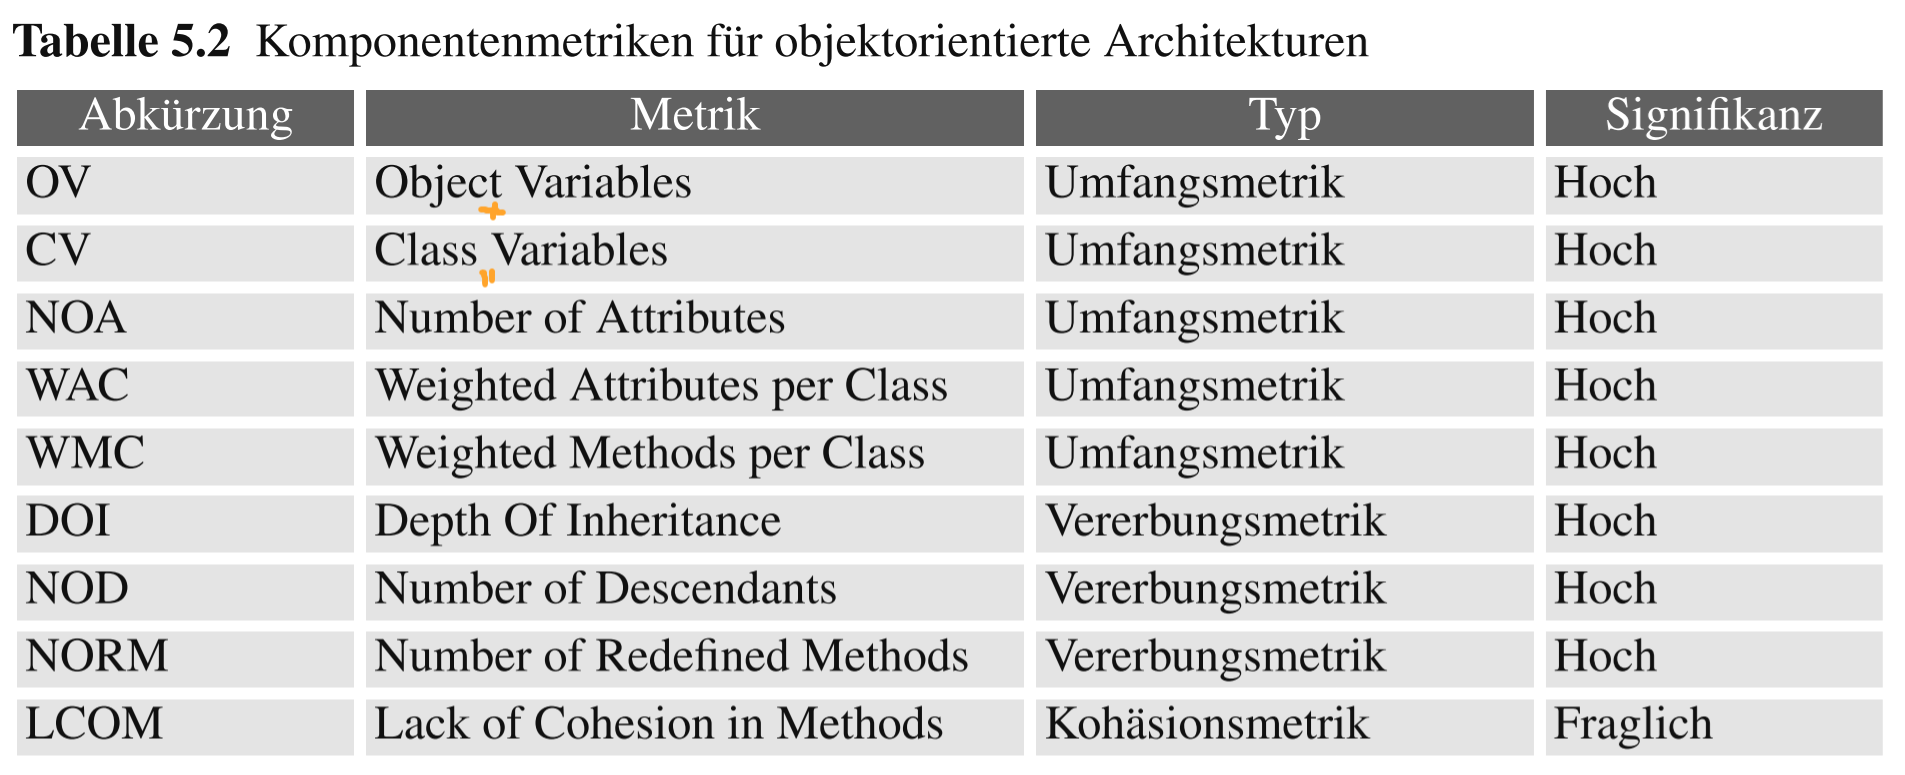 Tabelle 5.2 Komponentenmetriken für objektorientierte Architekturen
Abkürzung Metrik Typ Signifikanz
OV Object Variables Umfangsmetrik Hoch
+
CV Class Variables Umfangsmetrik Hoch
=
NOA Number of Attributes Umfangsmetrik Hoch
WAC Weighted Attributes per Class Umfangsmetrik Hoch
WMC Weighted Methods per Class Umfangsmetrik Hoch
DOI Depth Of Inheritance Vererbungsmetrik Hoch
NOD Number of Descendants Vererbungsmetrik Hoch
NORM Number of Redefined Methods Vererbungsmetrik Hoch
LCOM Lack of Cohesion in Methods Kohäsionsmetrik Fraglich